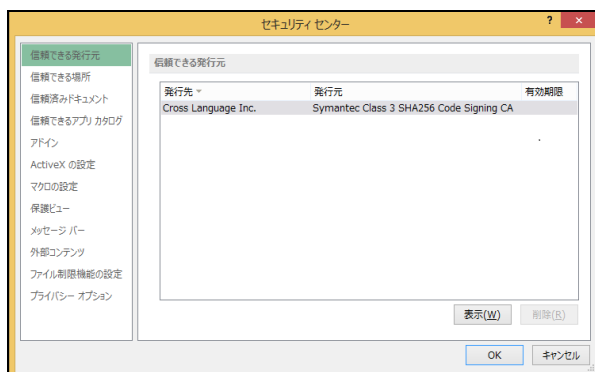 セキュリティ センター
? ×
信頼できる発行元
信頼できる場所
信頼済みドキュメント
信頼できるアプリ カタログ
アドイン
ActiveX の設定
マクロの設定
保護ビュー
メッセージ バー
外部コンテンツ
ファイル制限機能の設定
プライバシー オプション
信頼できる発行元
発行先 発行元 有効期限
Cross Language Inc. Symantec Class 3 SHA256 Code Signing CA
表示(W) 削除(R)
OK キャンセル